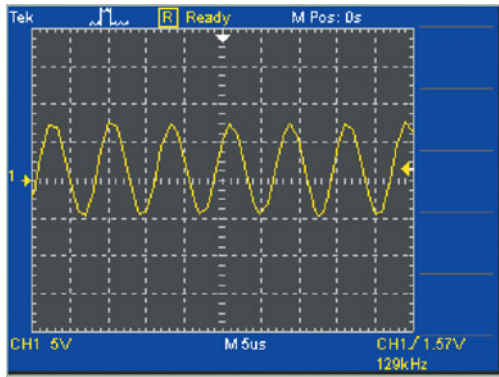 Tek R Ready M Pos: 0s
1
CH1 5V M 5us CH1 / 1.57V
129kHz